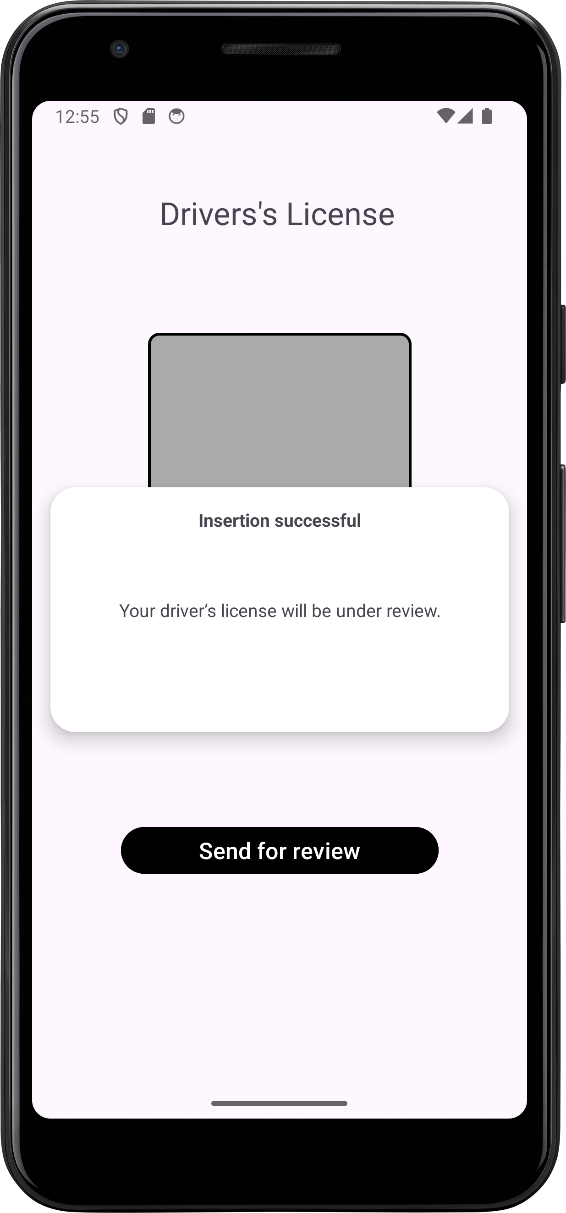 12:55
Drivers's License
Insertion successful
Your driver’s license will be under review.
Send for review